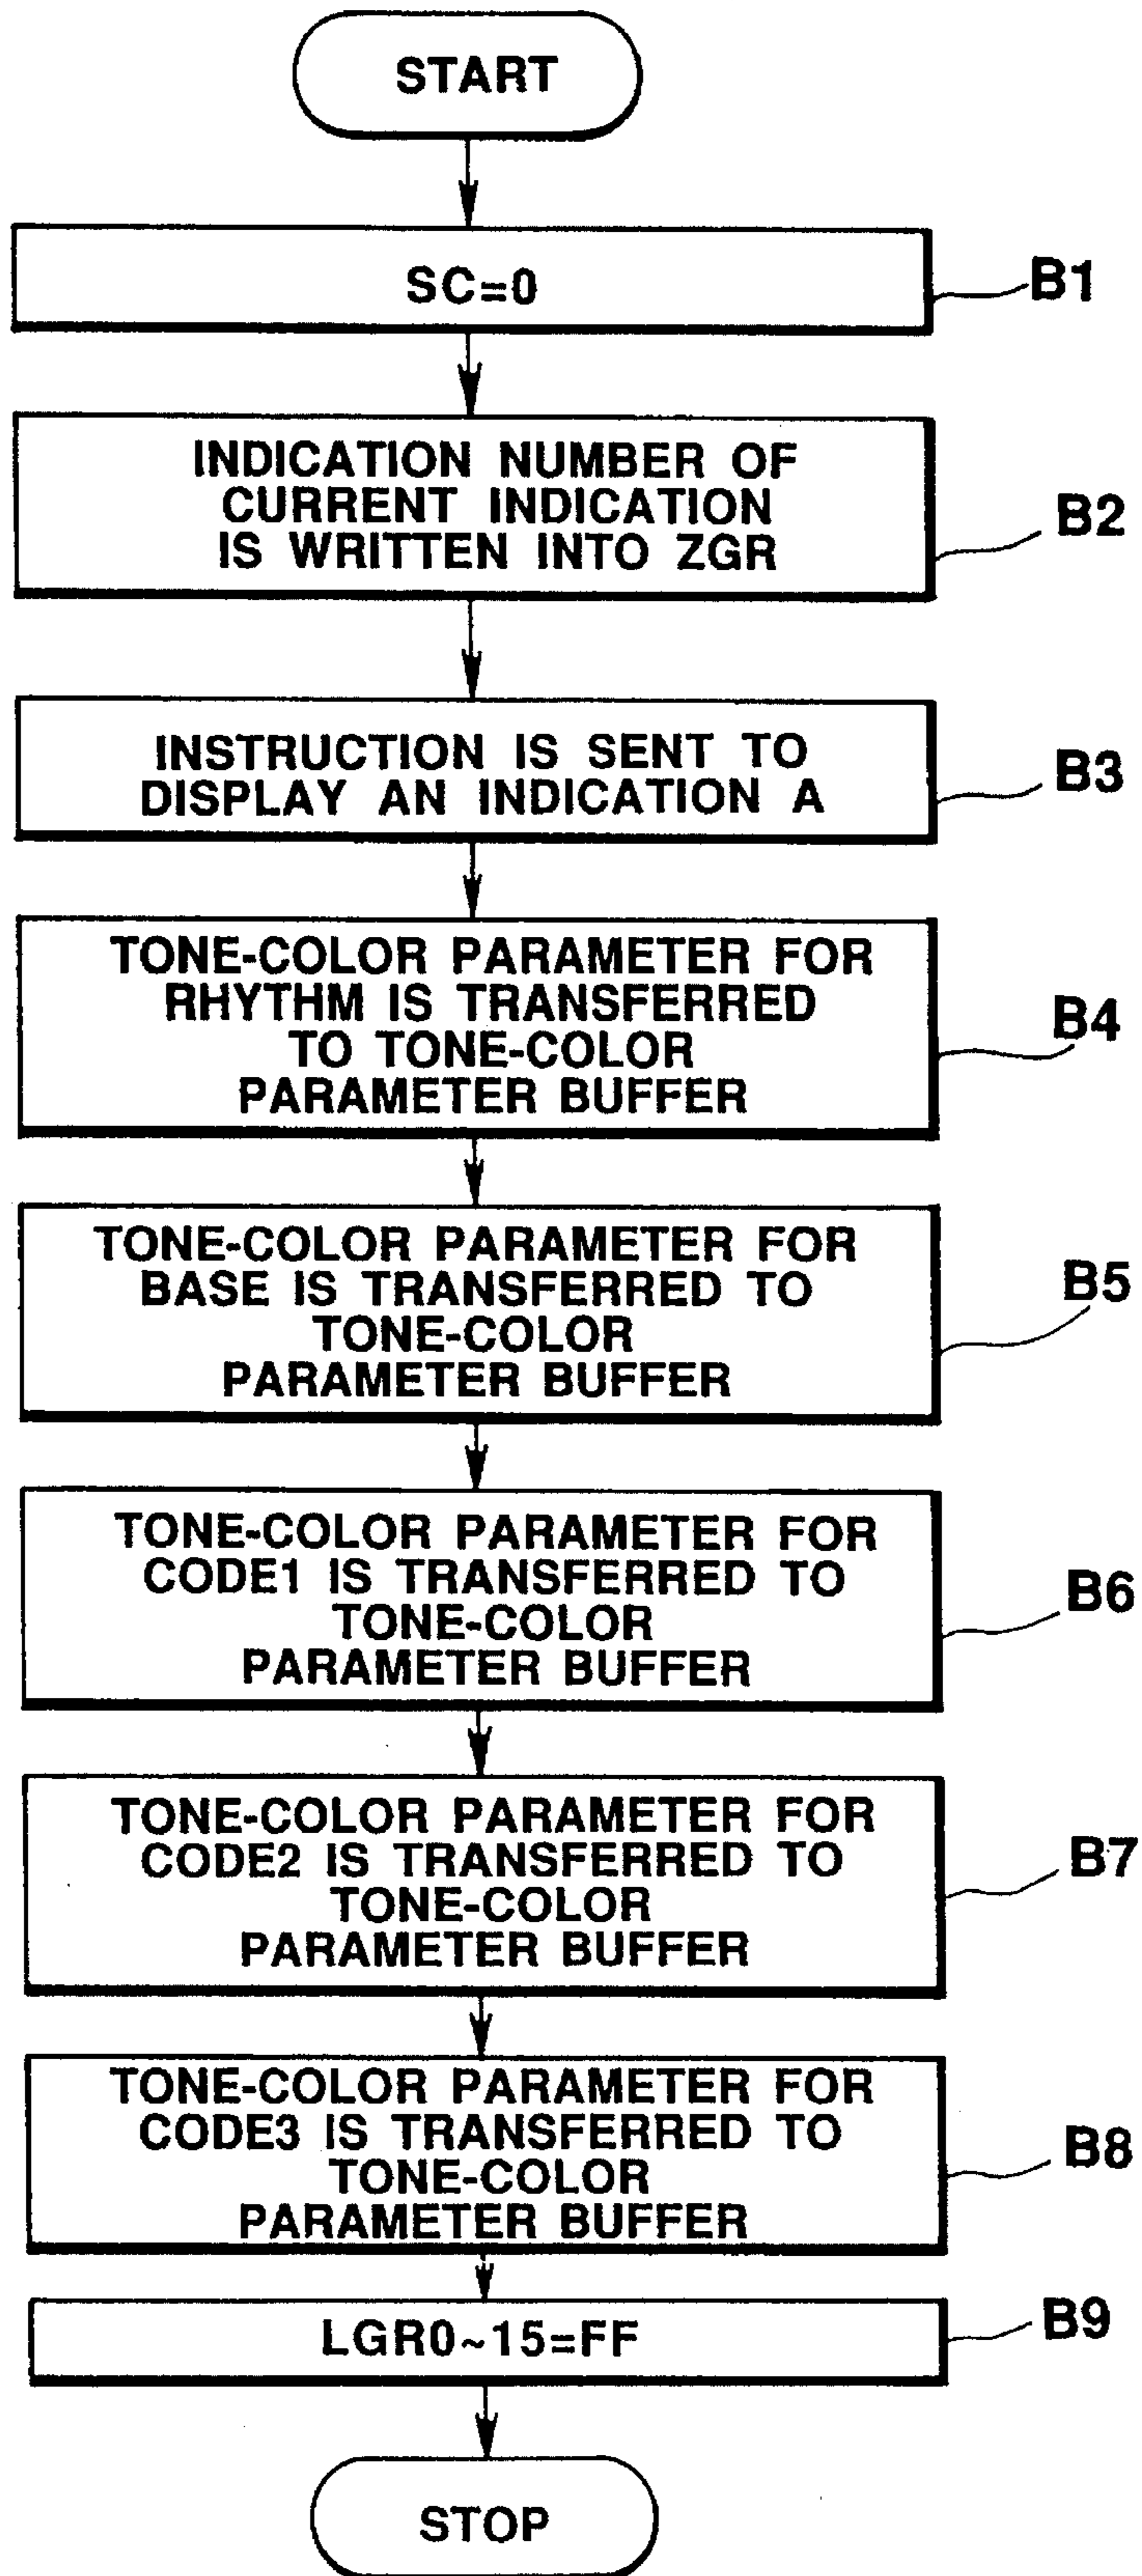 START
SC=0
B1
INDICATION NUMBER OF
CURRENT INDICATION
IS WRITTEN INTO ZGR
B2
INSTRUCTION IS SENT TO
DISPLAY AN INDICATION A
B3
TONE-COLOR PARAMETER FOR
RHYTHM IS TRANSFERRED
TO TONE-COLOR
PARAMETER BUFFER
B4
TONE-COLOR PARAMETER FOR
BASE IS TRANSFERRED TO
TONE-COLOR
PARAMETER BUFFER
B5
TONE-COLOR PARAMETER FOR
CODE1 IS TRANSFERRED TO
TONE-COLOR
PARAMETER BUFFER
B6
TONE-COLOR PARAMETER FOR
CODE2 IS TRANSFERRED TO
TONE-COLOR
PARAMETER BUFFER
B7
TONE-COLOR PARAMETER FOR
CODE3 IS TRANSFERRED TO
TONE-COLOR
PARAMETER BUFFER
B8
LGR0~15=FF
B9
STOP